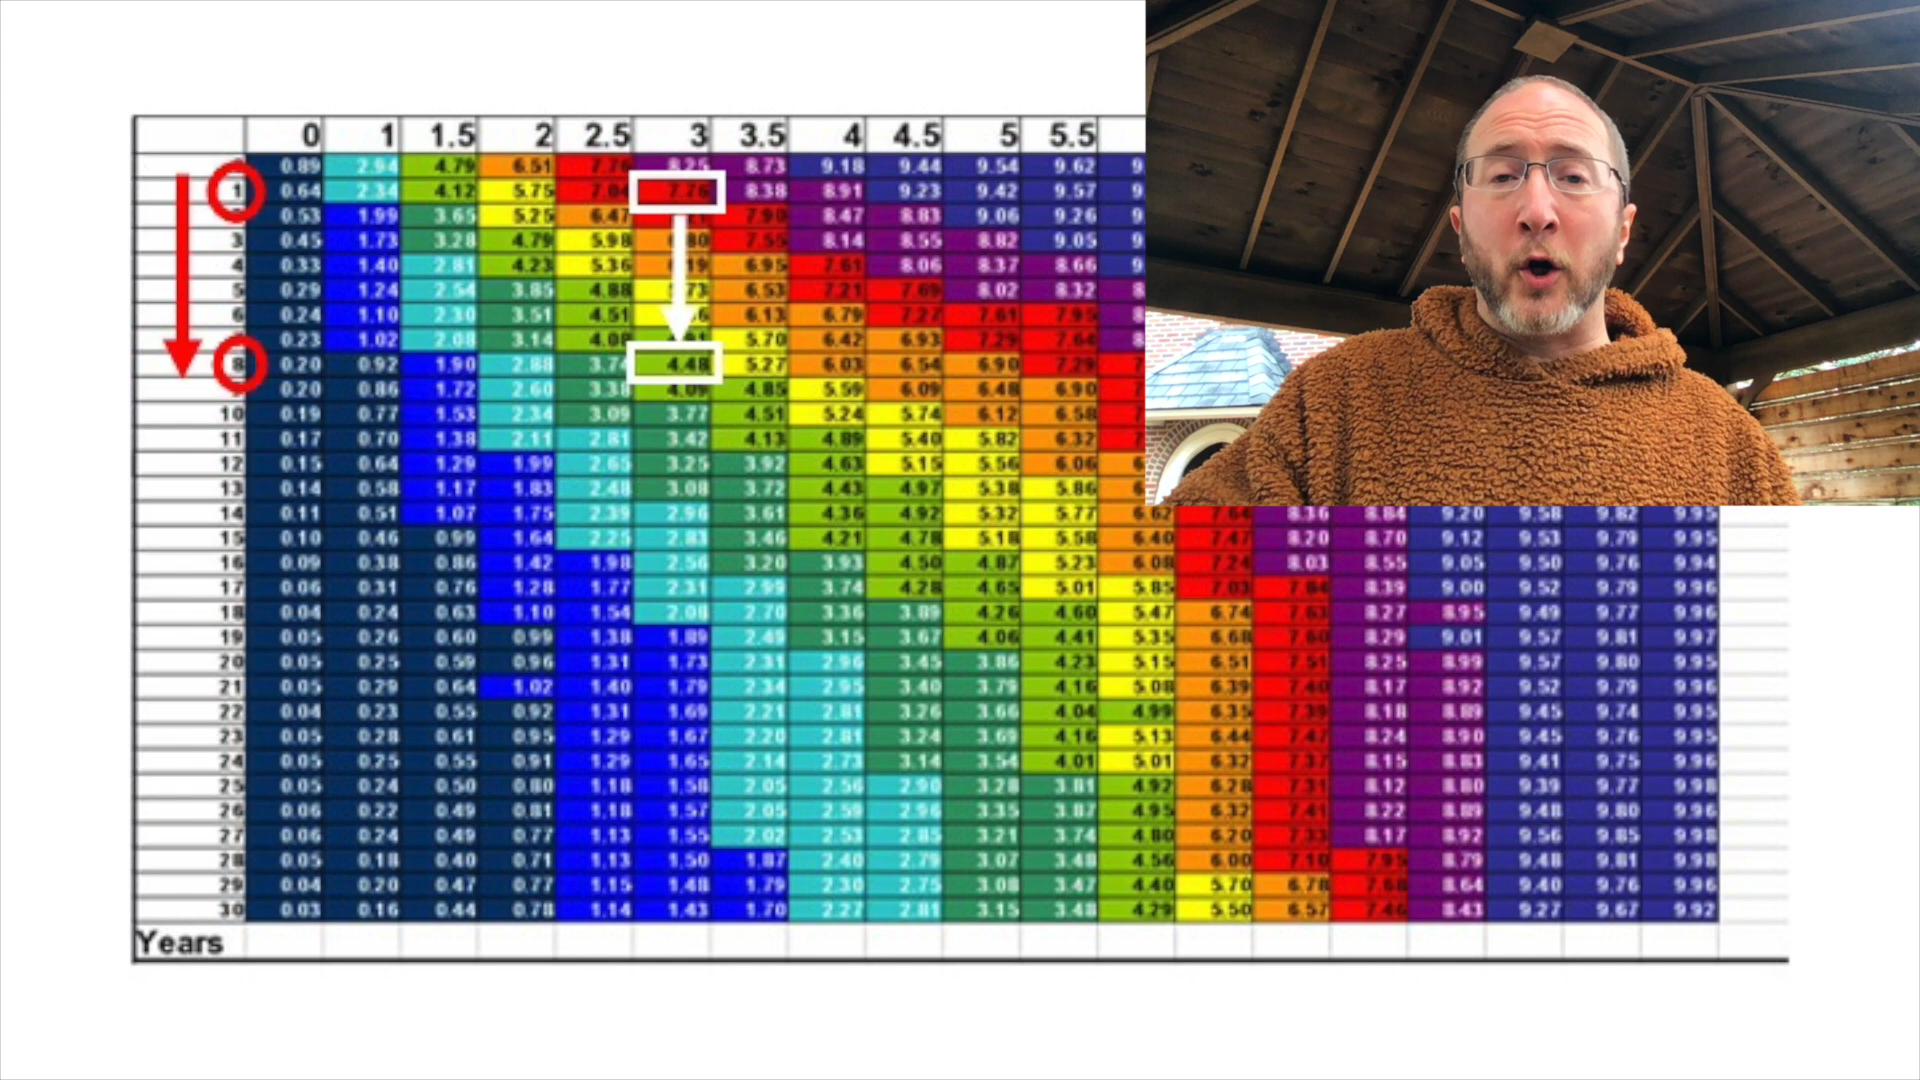 0 1 1.5 2 2.5 3 3.5 4 4.5 5 5.5
0.89 2.94 4.79 6.51 7.76 8.25 8.73 9.18 9.44 9.54 9.62
1 0.64 2.34 4.12 5.75 7.04 7.76 8.38 8.91 9.23 9.42 9.57
0.53 1.99 3.65 5.25 6.47 7.90 8.47 8.83 9.06 9.26
3 0.45 1.73 3.28 4.79 5.98 7.55 8.14 8.55 8.82 9.05
4 0.33 1.40 2.81 4.23 5.36 6.95 7.61 8.06 8.37 8.66
5 0.29 1.24 2.54 3.85 4.88 6.53 7.21 7.69 8.02 8.32
6 0.24 1.10 2.30 3.51 4.51 6.13 6.79 7.27 7.61 7.95
0.23 1.02 2.08 3.14 4.08 5.70 6.42 6.93 7.29 7.64
8 0.20 0.92 1.90 2.88 3.74 4.48 5.27 6.03 6.54 6.90 7.29
0.20 0.86 1.72 2.60 3.38 4.09 4.85 5.59 6.09 6.48 6.90
10 0.19 0.77 1.53 2.34 3.09 3.77 4.51 5.24 5.74 6.12 6.58
11 0.17 0.70 1.38 2.11 2.81 3.42 4.13 4.89 5.40 5.82 6.32
12 0.15 0.64 1.29 1.99 2.65 3.25 3.92 4.63 5.15 5.56 6.06
13 0.14 0.58 1.17 1.83 2.48 3.08 3.72 4.43 4.97 5.38 5.86
14 0.11 0.51 1.07 1.75 2.39 2.96 3.61 4.36 4.92 5.32 5.77 6.62 7.64 8.16 8.84 9.20 9.58 9.82 9.95
15 0.10 0.46 0.99 1.64 2.25 2.83 3.46 4.21 4.78 5.18 5.58 6.40 7.47 8.20 8.70 9.12 9.53 9.79 9.95
16 0.09 0.38 0.86 1.42 1.98 2.56 3.20 3.93 4.50 4.87 5.23 6.08 7.24 8.03 8.55 9.05 9.50 9.76 9.94
17 0.06 0.31 0.76 1.28 1.77 2.31 2.99 3.74 4.28 4.65 5.01 5.85 7.03 7.84 8.39 9.00 9.52 9.79 9.96
18 0.04 0.24 0.63 1.10 1.54 2.08 2.70 3.36 3.89 4.26 4.60 5.47 6.74 7.63 8.27 8.95 9.49 9.77 9.96
19 0.05 0.26 0.60 0.99 1.38 1.89 2.49 3.15 3.67 4.06 4.41 5.35 6.68 7.60 8.29 9.01 9.57 9.81 9.97
20 0.05 0.25 0.59 0.96 1.31 1.73 2.31 2.96 3.45 3.86 4.23 5.15 6.51 7.51 8.25 8.99 9.57 9.80 9.95
21 0.05 0.29 0.64 1.02 1.40 1.79 2.34 2.95 3.40 3.79 4.16 5.08 6.39 7.40 8.17 8.92 9.52 9.79 9.96
22 0.04 0.23 0.55 0.92 1.31 1.69 2.21 2.81 3.26 3.66 4.04 4.99 6.35 7.39 8.18 8.89 9.45 9.74 9.95
23 0.05 0.28 0.61 0.95 1.29 1.67 2.20 2.81 3.24 3.69 4.16 5.13 6.44 7.47 8.24 8.90 9.45 9.76 9.95
24 0.05 0.25 0.55 0.91 1.29 1.65 2.14 2.73 3.14 3.54 4.01 5.01 6.32 7.37 8.15 8.83 9.41 9.75 9.96
25 0.05 0.24 0.50 0.80 1.18 1.58 2.05 2.56 2.90 3.28 3.81 4.92 6.28 7.31 8.12 8.80 9.39 9.77 9.98
26 0.06 0.22 0.49 0.81 1.18 1.57 2.05 2.59 2.96 3.35 3.87 4.95 6.32 7.41 8.22 8.89 9.48 9.80 9.96
27 0.06 0.24 0.49 0.77 1.13 1.55 2.02 2.53 2.85 3.21 3.74 4.80 6.20 7.33 8.17 8.92 9.56 9.85 9.98
28 0.05 0.18 0.40 0.71 1.13 1.50 1.87 2.40 2.79 3.07 3.48 4.56 6.00 7.10 7.95 8.79 9.48 9.81 9.98
29 0.04 0.20 0.47 0.77 1.15 1.48 1.79 2.30 2.75 3.08 3.47 4.40 5.70 6.78 7.68 8.64 9.40 9.76 9.96
30 0.03 0.16 0.44 0.78 1.14 1.43 1.70 2.27 2.81 3.15 3.48 4.29 5.50 6.57 7.46 8.43 9.27 9.67 9.92
Years